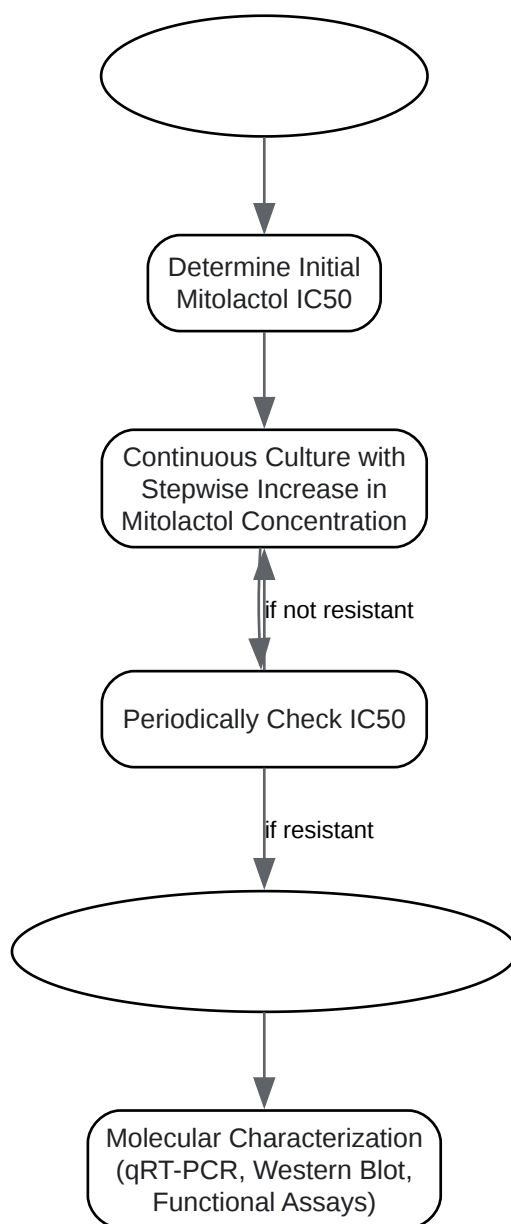 Determine Initial
Mitolactol IC50
Continuous Culture with
Stepwise Increase in
Mitolactol Concentration
if not resistant
Periodically Check IC50
if resistant
Molecular Characterization
(qRT-PCR, Western Blot,
Functional Assays)